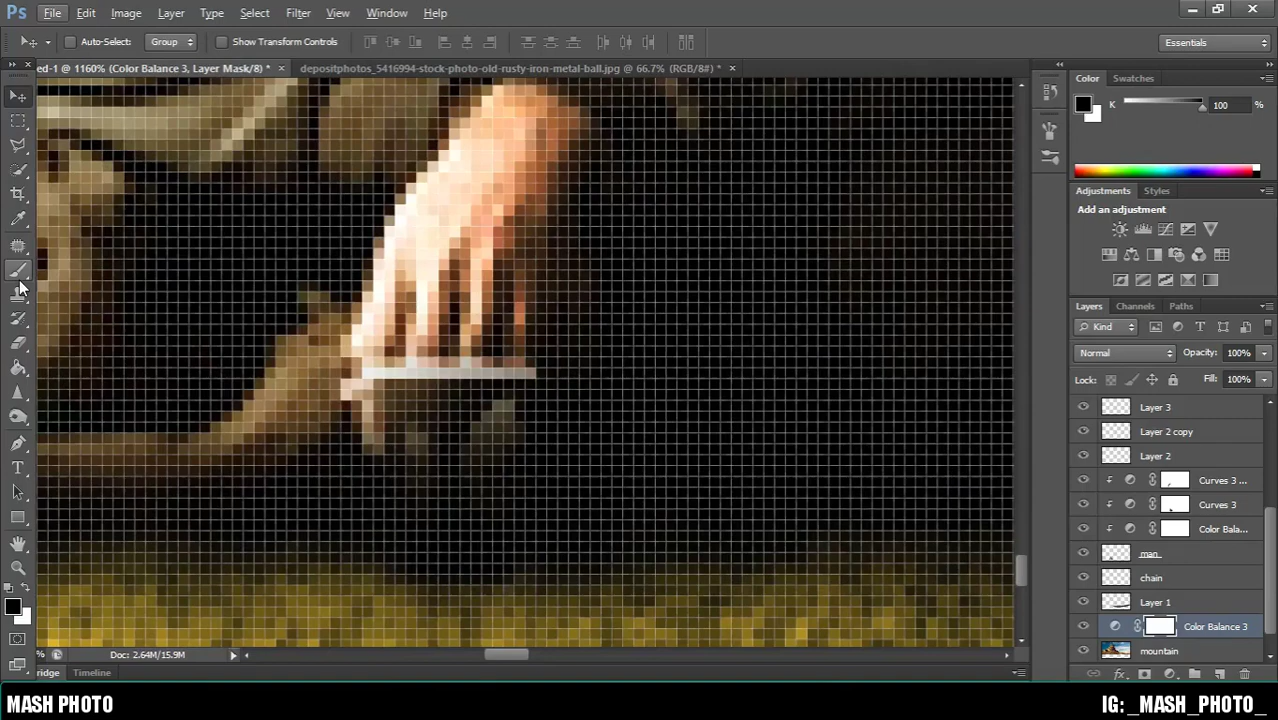 Ps File Edit Image Layer Type Select Filter View Window Help
Auto-Select: Group Show Transform Controls Essentials
ed-1 @ 1160% (Color Balance 3, Layer Mask/8) * depositphotos_5416994-stock-photo-old-rusty-iron-metal-ball.jpg @ 66.7% (RGB/8#) *
Color Swatches
K 100
Adjustments Styles
Add an adjustment
Layers Channels Paths
Kind
Normal Opacity: 100%
Lock: Fill: 100%
Layer 3
Layer 2 copy
Layer 2
Curves 3 ...
Curves 3
Color Bala...
man
chain
Layer 1
Color Balance 3
mountain
% Doc: 2.64M/15.9M
ridge Timeline
MASH PHOTO IG: _MASH_PHOTO_